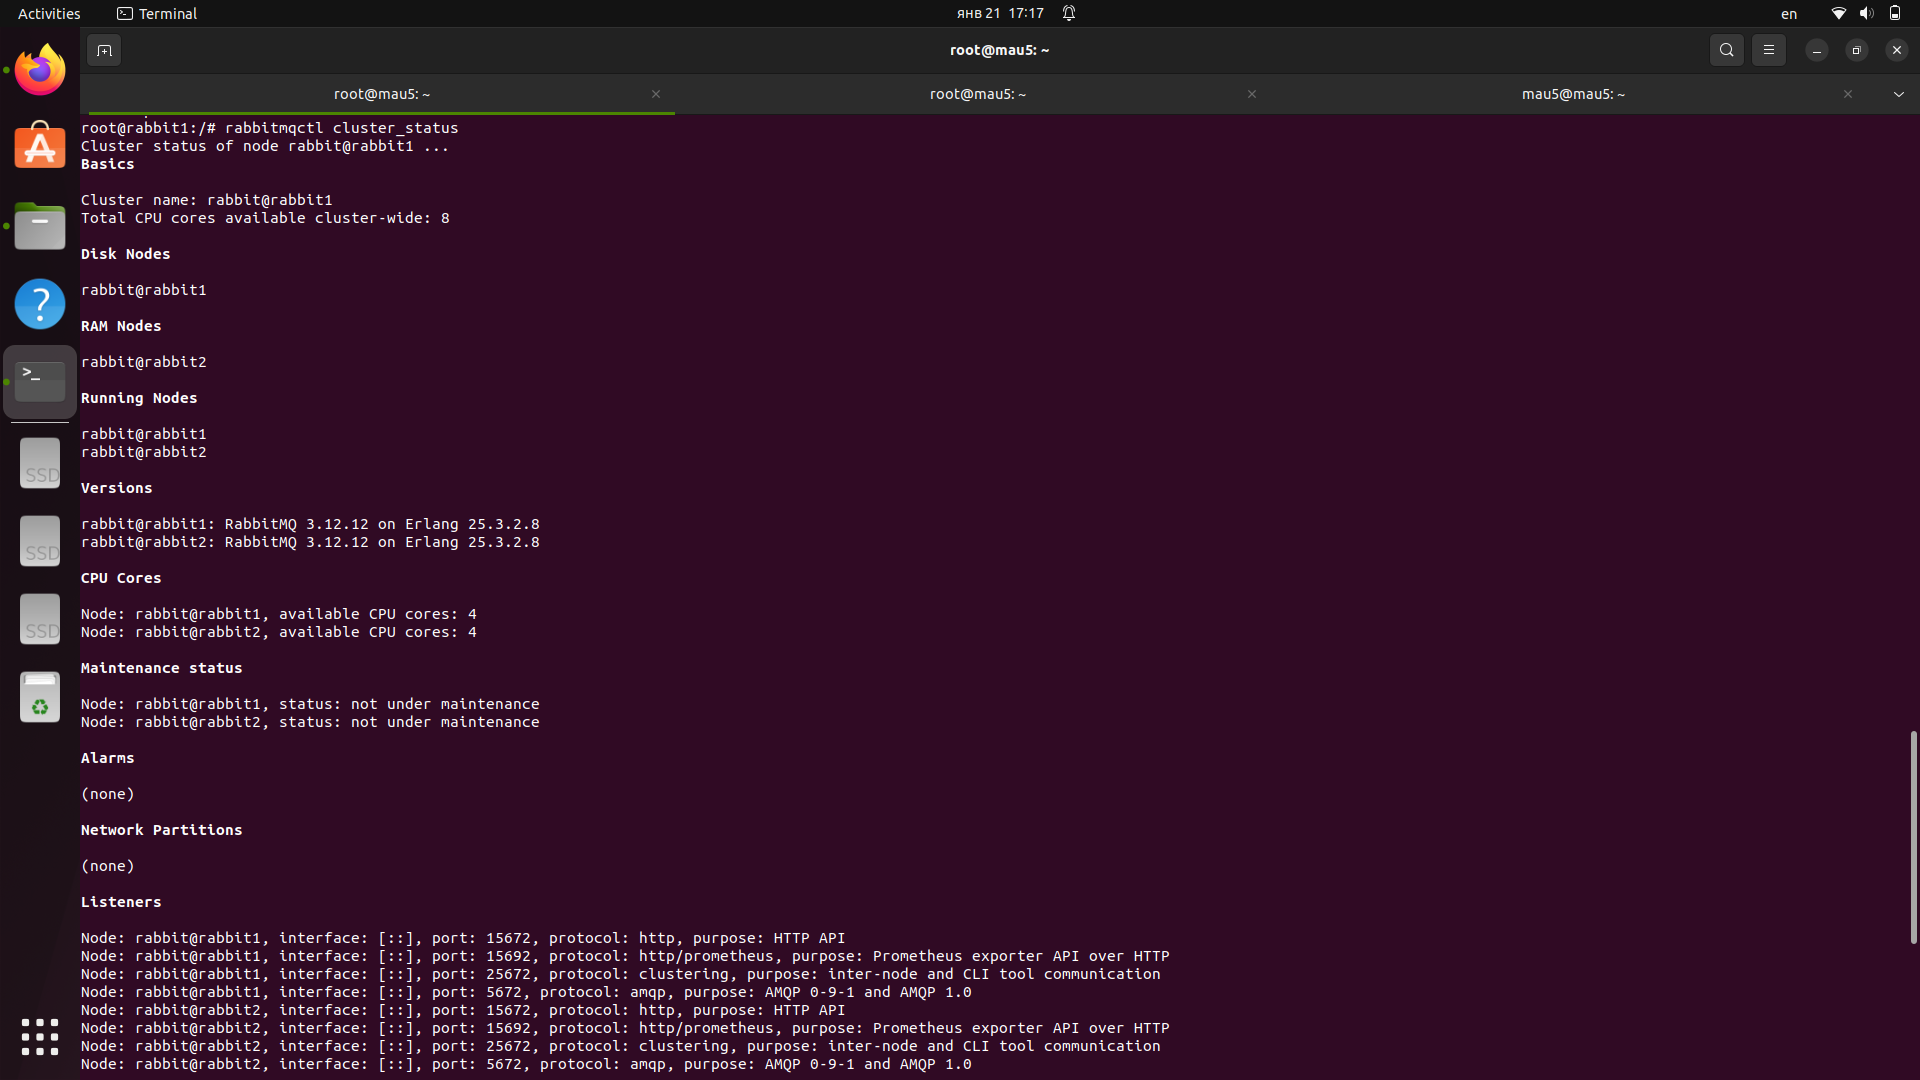 Activities
Terminal
янв 21 17:17
en
root@mau5: ~
root@mau5: ~
root@mau5: ~
mau5@mau5: ~
root@rabbit1:/# rabbitmqctl cluster_status
Cluster status of node rabbit@rabbit1 ...
Basics
Cluster name: rabbit@rabbit1
Total CPU cores available cluster-wide: 8
Disk Nodes
rabbit@rabbit1
RAM Nodes
rabbit@rabbit2
Running Nodes
rabbit@rabbit1
rabbit@rabbit2
Versions
rabbit@rabbit1: RabbitMQ 3.12.12 on Erlang 25.3.2.8
rabbit@rabbit2: RabbitMQ 3.12.12 on Erlang 25.3.2.8
CPU Cores
Node: rabbit@rabbit1, available CPU cores: 4
Node: rabbit@rabbit2, available CPU cores: 4
Maintenance status
Node: rabbit@rabbit1, status: not under maintenance
Node: rabbit@rabbit2, status: not under maintenance
Alarms
(none)
Network Partitions
(none)
Listeners
Node: rabbit@rabbit1, interface: [::], port: 15672, protocol: http, purpose: HTTP API
Node: rabbit@rabbit1, interface: [::], port: 15692, protocol: http/prometheus, purpose: Prometheus exporter API over HTTP
Node: rabbit@rabbit1, interface: [::], port: 25672, protocol: clustering, purpose: inter-node and CLI tool communication
Node: rabbit@rabbit1, interface: [::], port: 5672, protocol: amqp, purpose: AMQP 0-9-1 and AMQP 1.0
Node: rabbit@rabbit2, interface: [::], port: 15672, protocol: http, purpose: HTTP API
Node: rabbit@rabbit2, interface: [::], port: 15692, protocol: http/prometheus, purpose: Prometheus exporter API over HTTP
Node: rabbit@rabbit2, interface: [::], port: 25672, protocol: clustering, purpose: inter-node and CLI tool communication
Node: rabbit@rabbit2, interface: [::], port: 5672, protocol: amqp, purpose: AMQP 0-9-1 and AMQP 1.0
?
>_
SSD
SSD
SSD